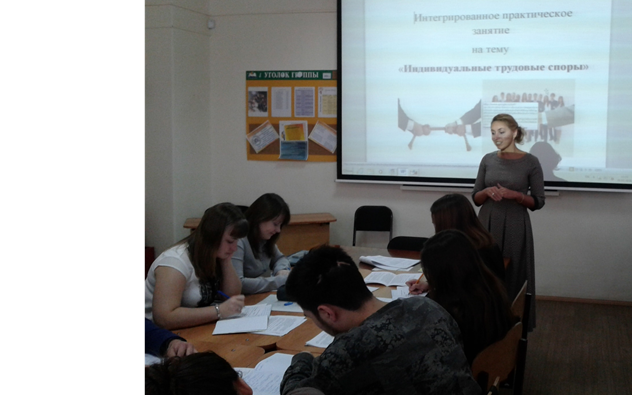 Интегрированное практическое
занятие
на тему
«Индивидуальные трудовые споры»
УГОЛОК ГРУППЫ